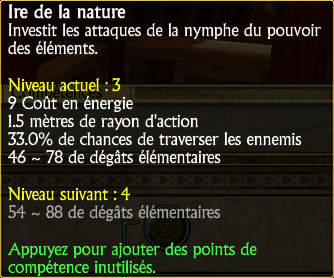 Ire de la nature
Investit les attaques de la nymphe du pouvoir
des éléments.
Niveau actuel : 3
9 Coût en énergie
1.5 mètres de rayon d'action
33.0% de chances de traverser les ennemis
46 ~ 78 de dégâts élémentaires
Niveau suivant : 4
54 ~ 88 de dégâts élémentaires
Appuyez pour ajouter des points de
compétence inutilisés.